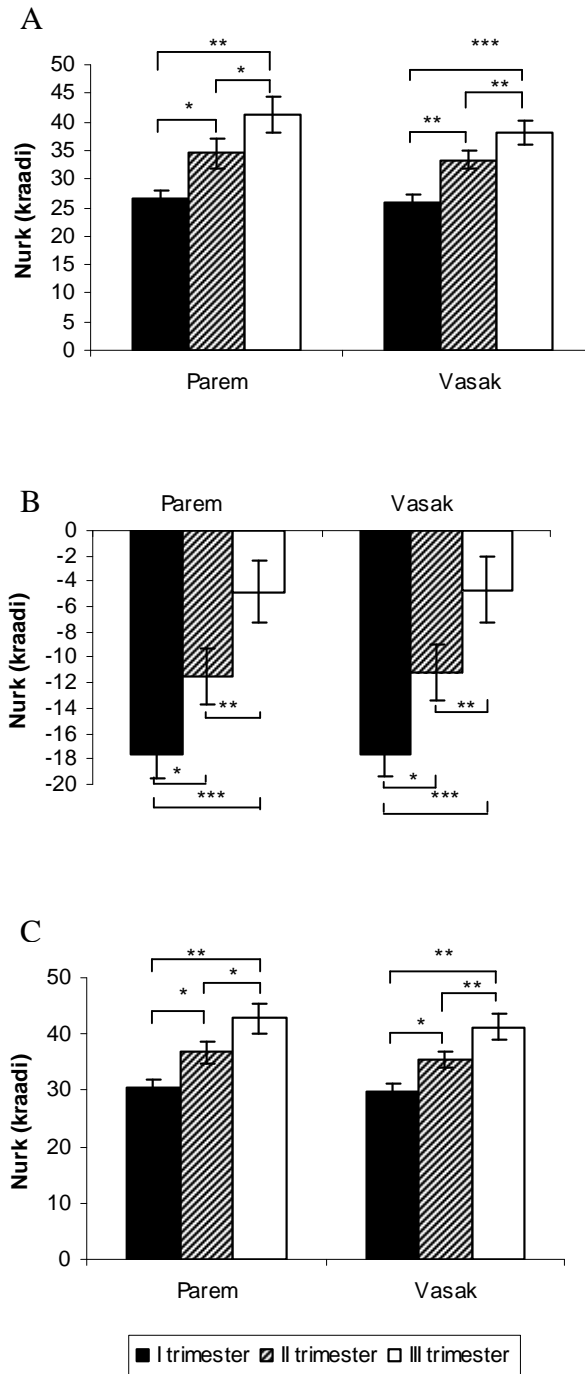 A
** ***
* * ** **
50
45
40
35
30
25
20
15
10
5
0
Nurk (kraadi)
Parem Vasak
B
Parem Vasak
0
-2
-4
-6
-8
-10
-12
-14
-16
-18
-20
Nurk (kraadi)
** **
* *
*** ***
C
** **
* * * **
50
40
30
20
10
0
Nurk (kraadi)
Parem Vasak
I trimester II trimester III trimester